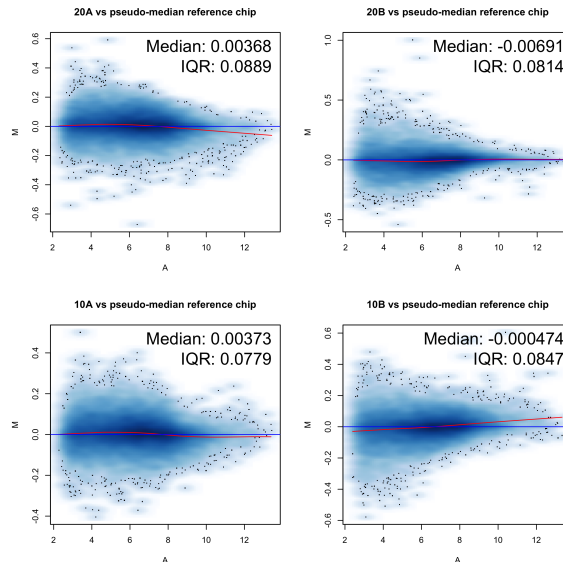 20A vs pseudo-median reference chip
Median: 0.00368
IQR: 0.0889
M
0.6
0.4
0.2
0.0
-0.2
-0.4
-0.6
2 4 6 8 10 12
A
20B vs pseudo-median reference chip
Median: -0.00691
IQR: 0.0814
M
1.0
0.5
0.0
-0.5
2 4 6 8 10 12
A
10A vs pseudo-median reference chip
Median: 0.00373
IQR: 0.0779
M
0.4
0.2
0.0
-0.2
-0.4
2 4 6 8 10 12
A
10B vs pseudo-median reference chip
Median: -0.000474
IQR: 0.0847
M
0.6
0.4
0.2
0.0
-0.2
-0.4
-0.6
2 4 6 8 10 12
A